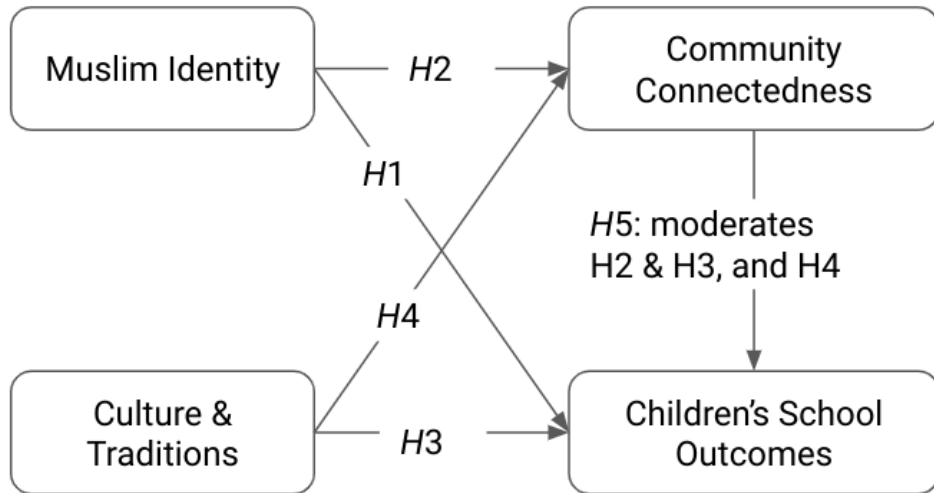 Muslim Identity
H2
Community
Connectedness
H1
H5: moderates
H2 & H3, and H4
H4
Culture &
Traditions
H3
Children’s School
Outcomes